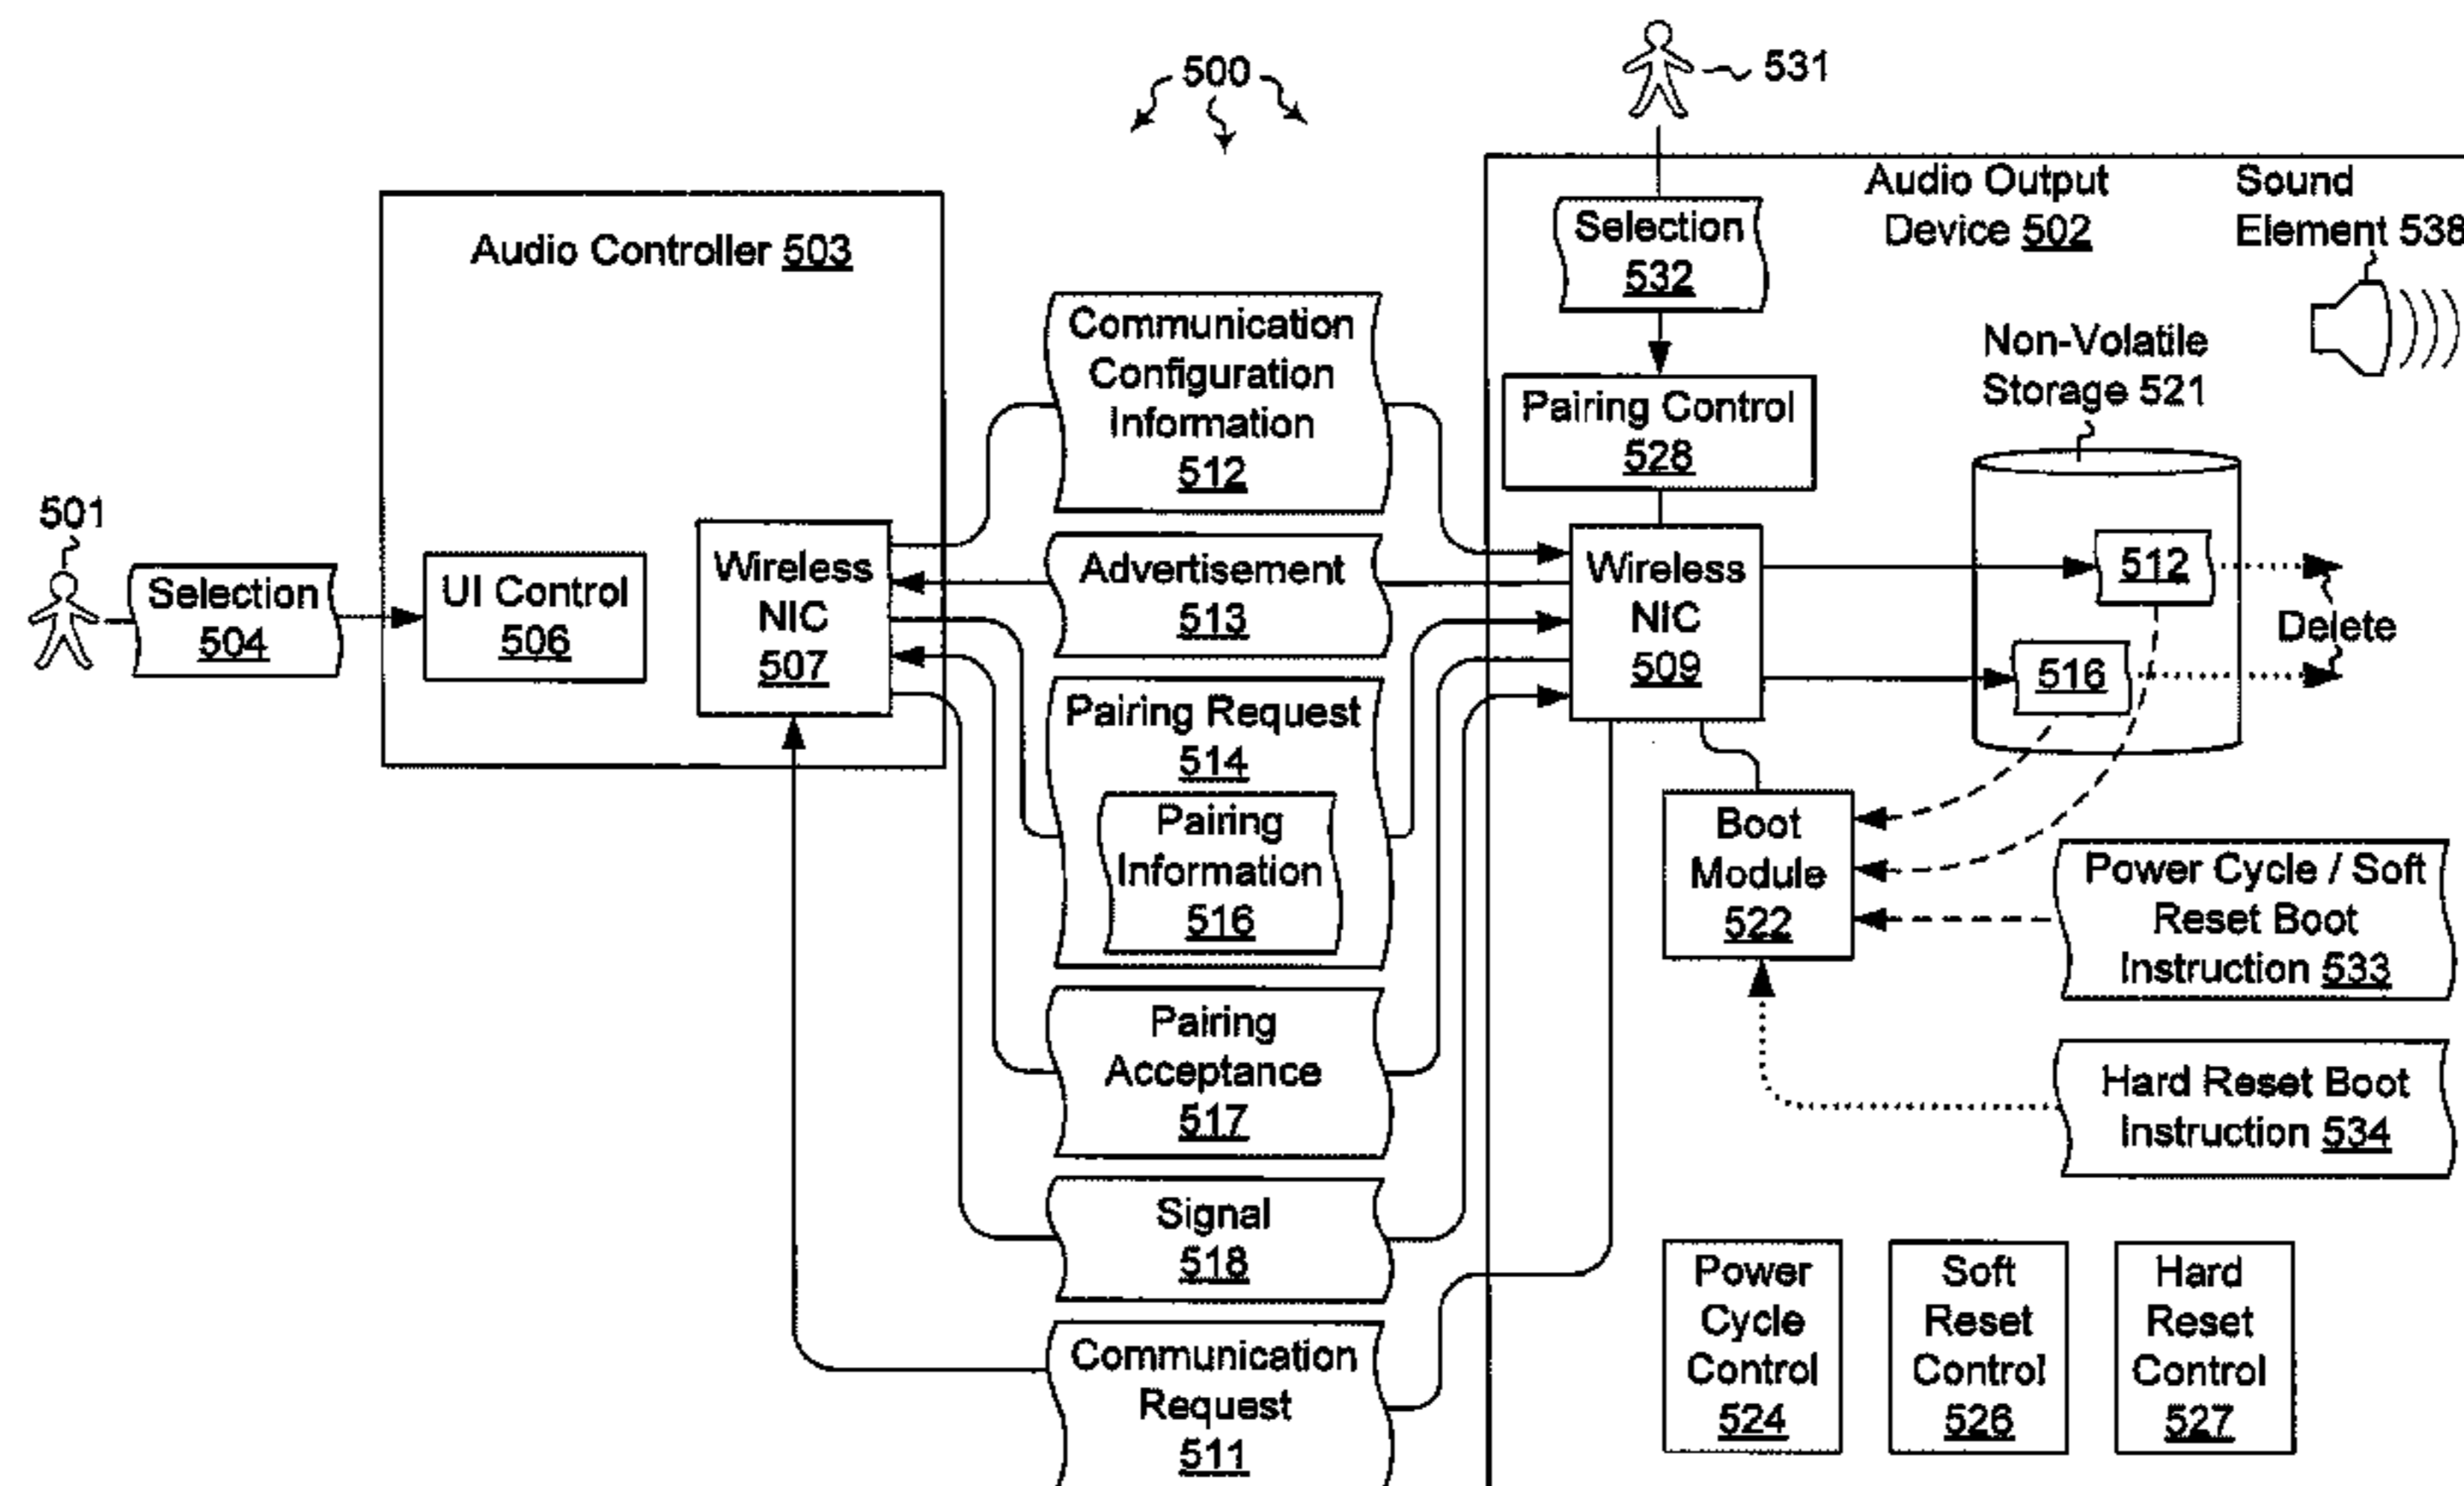 500
531
Audio Output
Device 502
Sound
Element 538
Selection
532
Audio Controller 503
Communication
Configuration
Information
512
Non-Volatile
Storage 521
Pairing Control
528
501
Selection
504
UI Control
506
Wireless
NIC
507
Advertisement
513
Wireless
NIC
509
512
Delete
516
Pairing Request
514
Pairing
Information
516
Boot
Module
522
Power Cycle / Soft
Reset Boot
Instruction 533
Pairing
Acceptance
517
Hard Reset Boot
Instruction 534
Signal
518
Power
Cycle
Control
524
Soft
Reset
Control
526
Hard
Reset
Control
527
Communication
Request
511